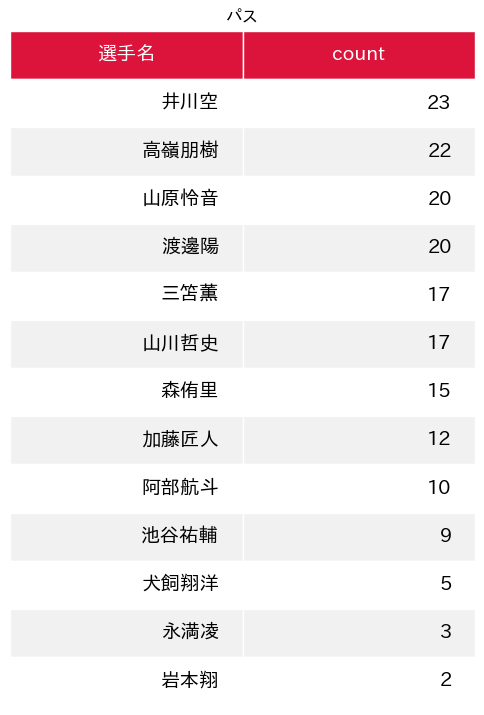 パス
選手名 count
井川空 23
高嶺朋樹 22
山原怜音 20
渡邊陽 20
三笘薫 17
山川哲史 17
森侑里 15
加藤匠人 12
阿部航斗 10
池谷祐輔 9
犬飼翔洋 5
永満凌 3
岩本翔 2